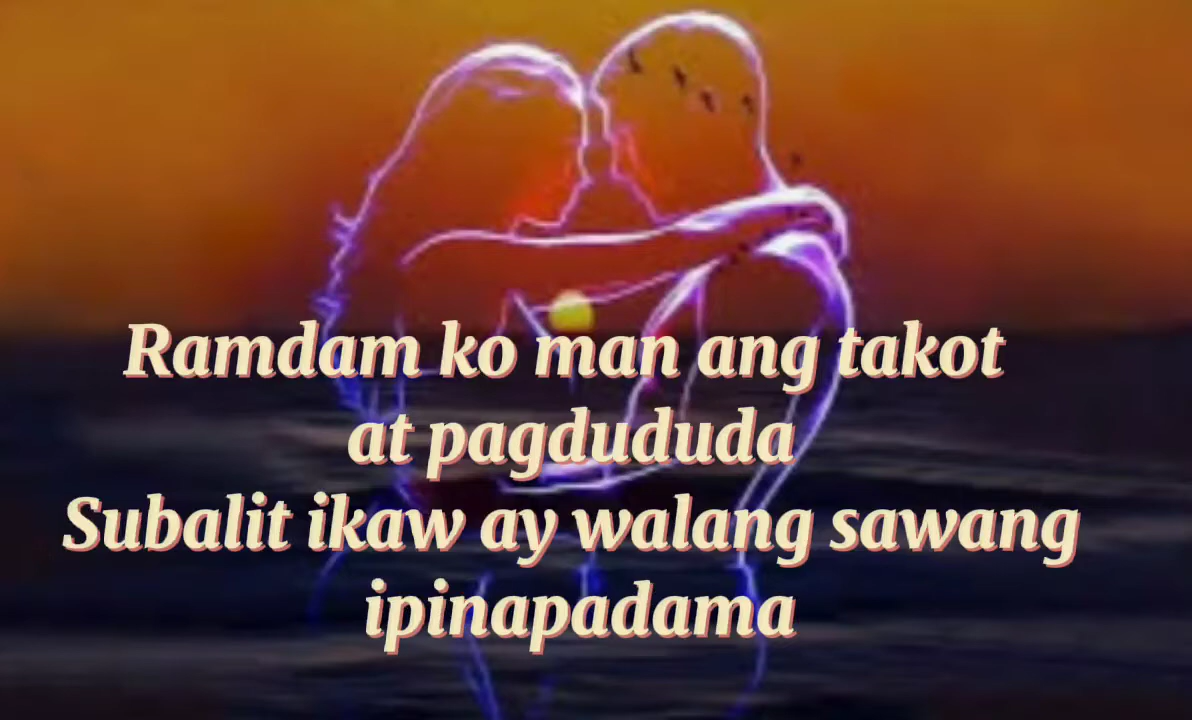 Ramdam ko man ang takot
at pagdududa
Subalit ikaw ay walang sawang
ipinapadama